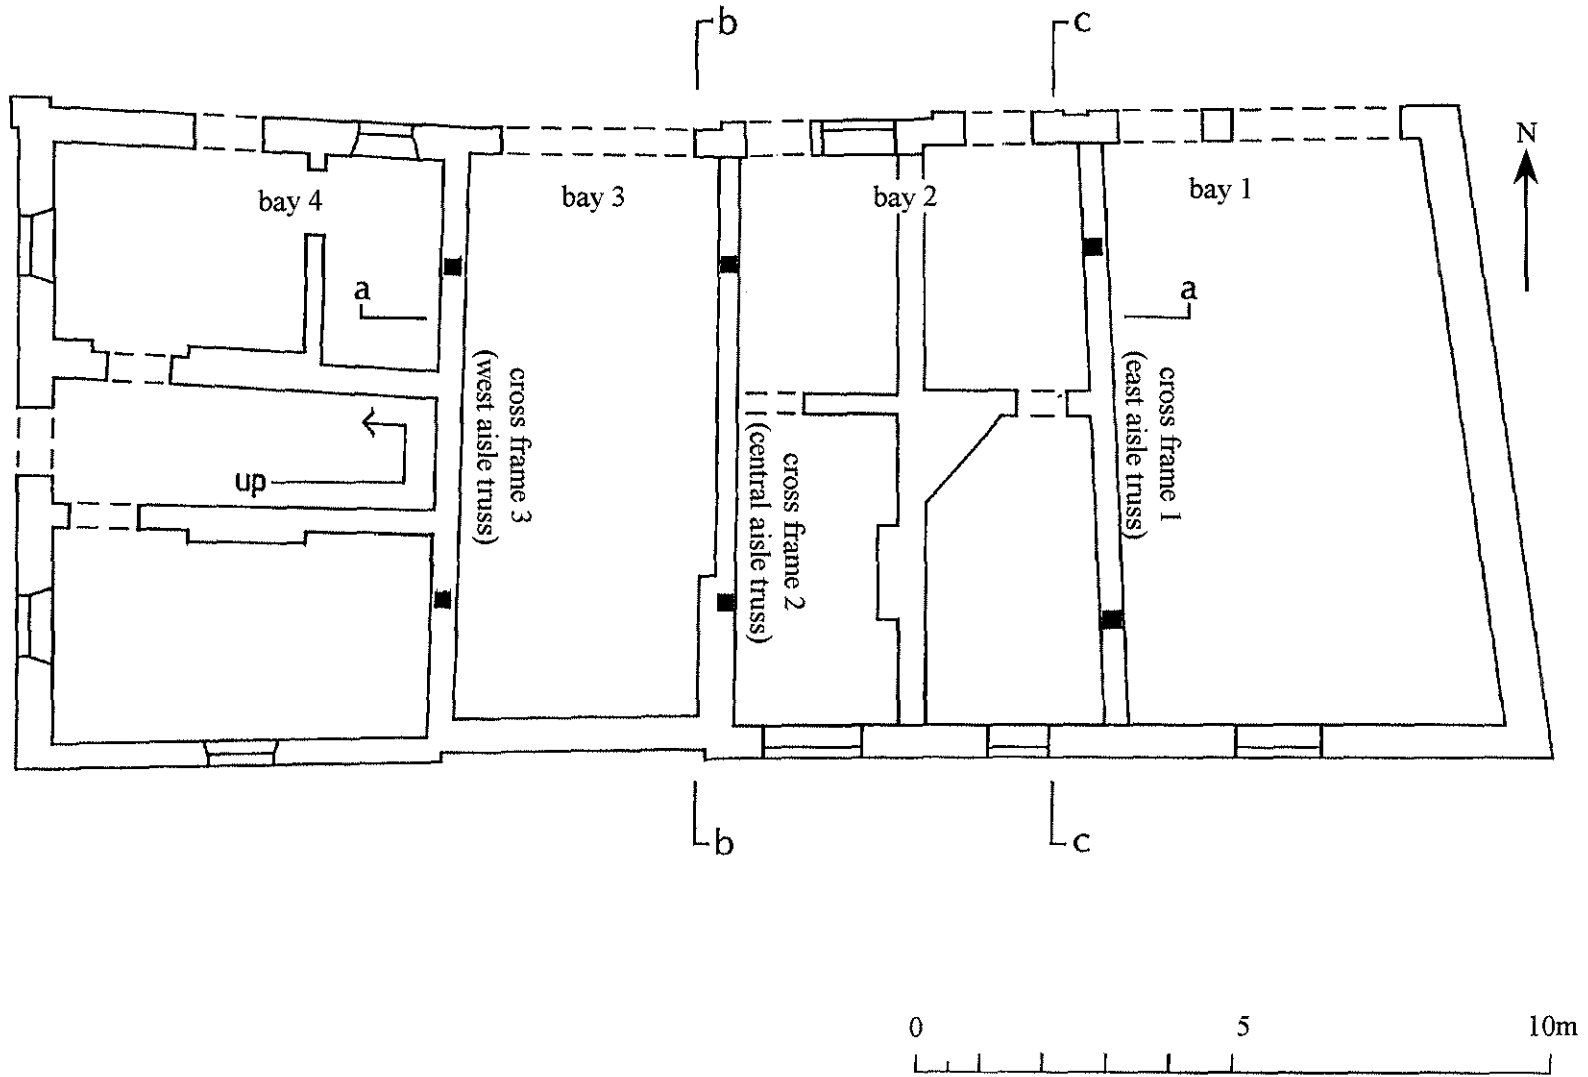 b
c
N
bay 4
bay 3
bay 2
bay 1
a
a
cross frame 3
(west aisle truss)
cross frame 2
(central aisle truss)
cross frame 1
(east aisle truss)
up
b
c
0 5 10m